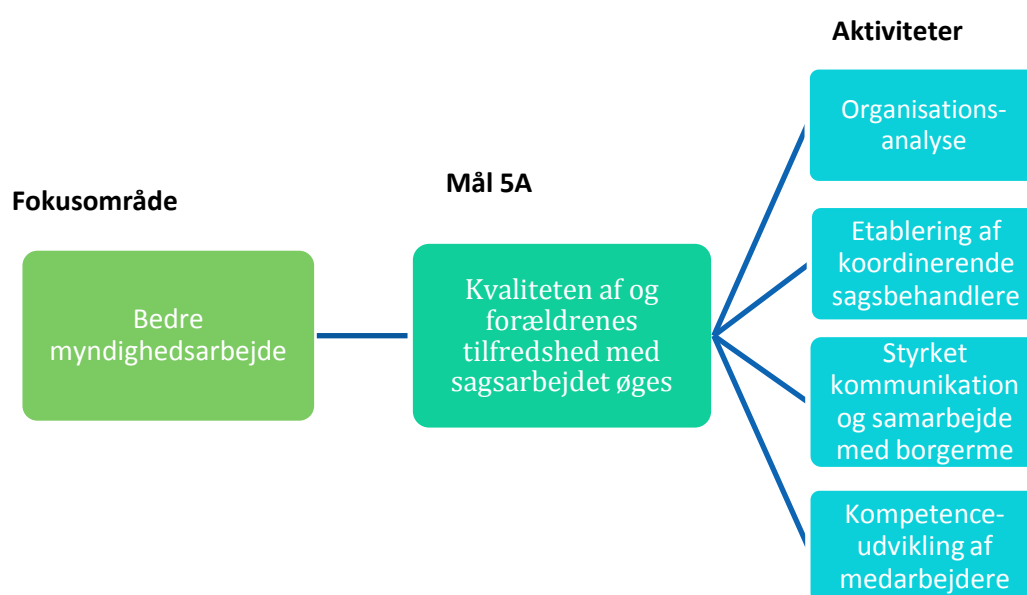 Fokusområde
Bedre
myndighedsarbejde
Mål 5A
Kvaliteten af og
forældrenes
tilfredshed med
sagsarbejdet øges
Aktiviteter
Organisations-
analyse
Etablering af
koordinerende
sagsbehandlere
Styrket
kommunikation
og samarbejde
med borgerme
Kompetence-
udvikling af
medarbejdere